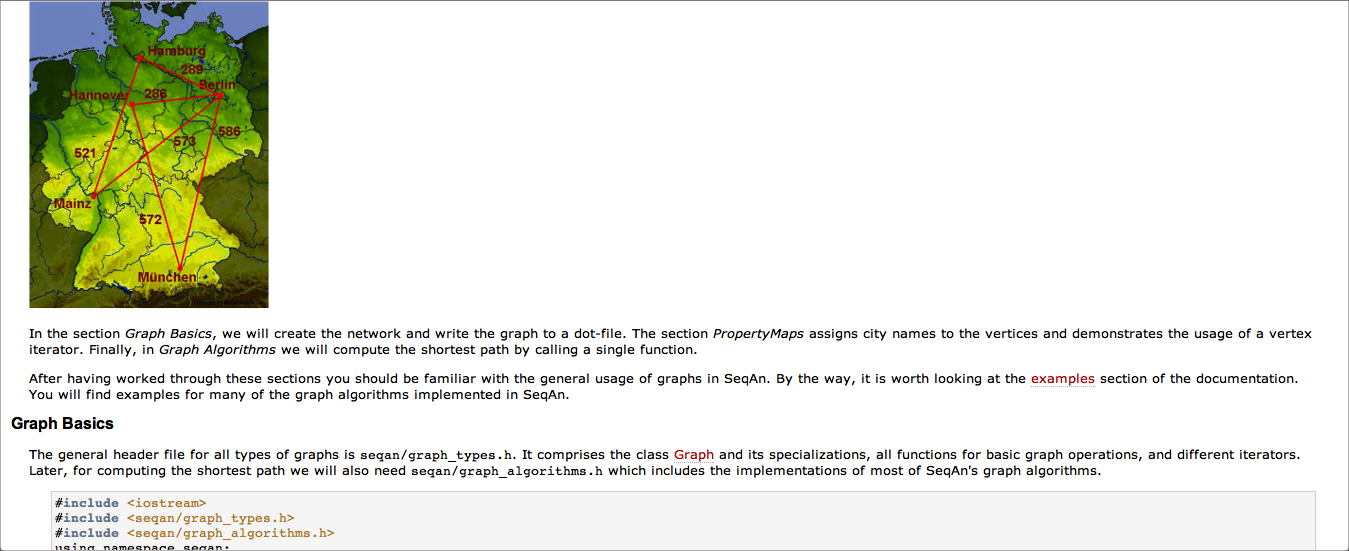 Hamburg
289
Berlin
Hannover 286
586
573
521
Mainz
572
München
In the section Graph Basics, we will create the network and write the graph to a dot-file. The section PropertyMaps assigns city names to the vertices and demonstrates the usage of a vertex
iterator. Finally, in Graph Algorithms we will compute the shortest path by calling a single function.
After having worked through these sections you should be familiar with the general usage of graphs in SeqAn. By the way, it is worth looking at the examples section of the documentation.
You will find examples for many of the graph algorithms implemented in SeqAn.
Graph Basics
The general header file for all types of graphs is seqan/graph_types.h. It comprises the class Graph and its specializations, all functions for basic graph operations, and different iterators.
Later, for computing the shortest path we will also need seqan/graph_algorithms.h which includes the implementations of most of SeqAn's graph algorithms.
#include <iostream>
#include <seqan/graph_types.h>
#include <seqan/graph_algorithms.h>
using namespace seqan;